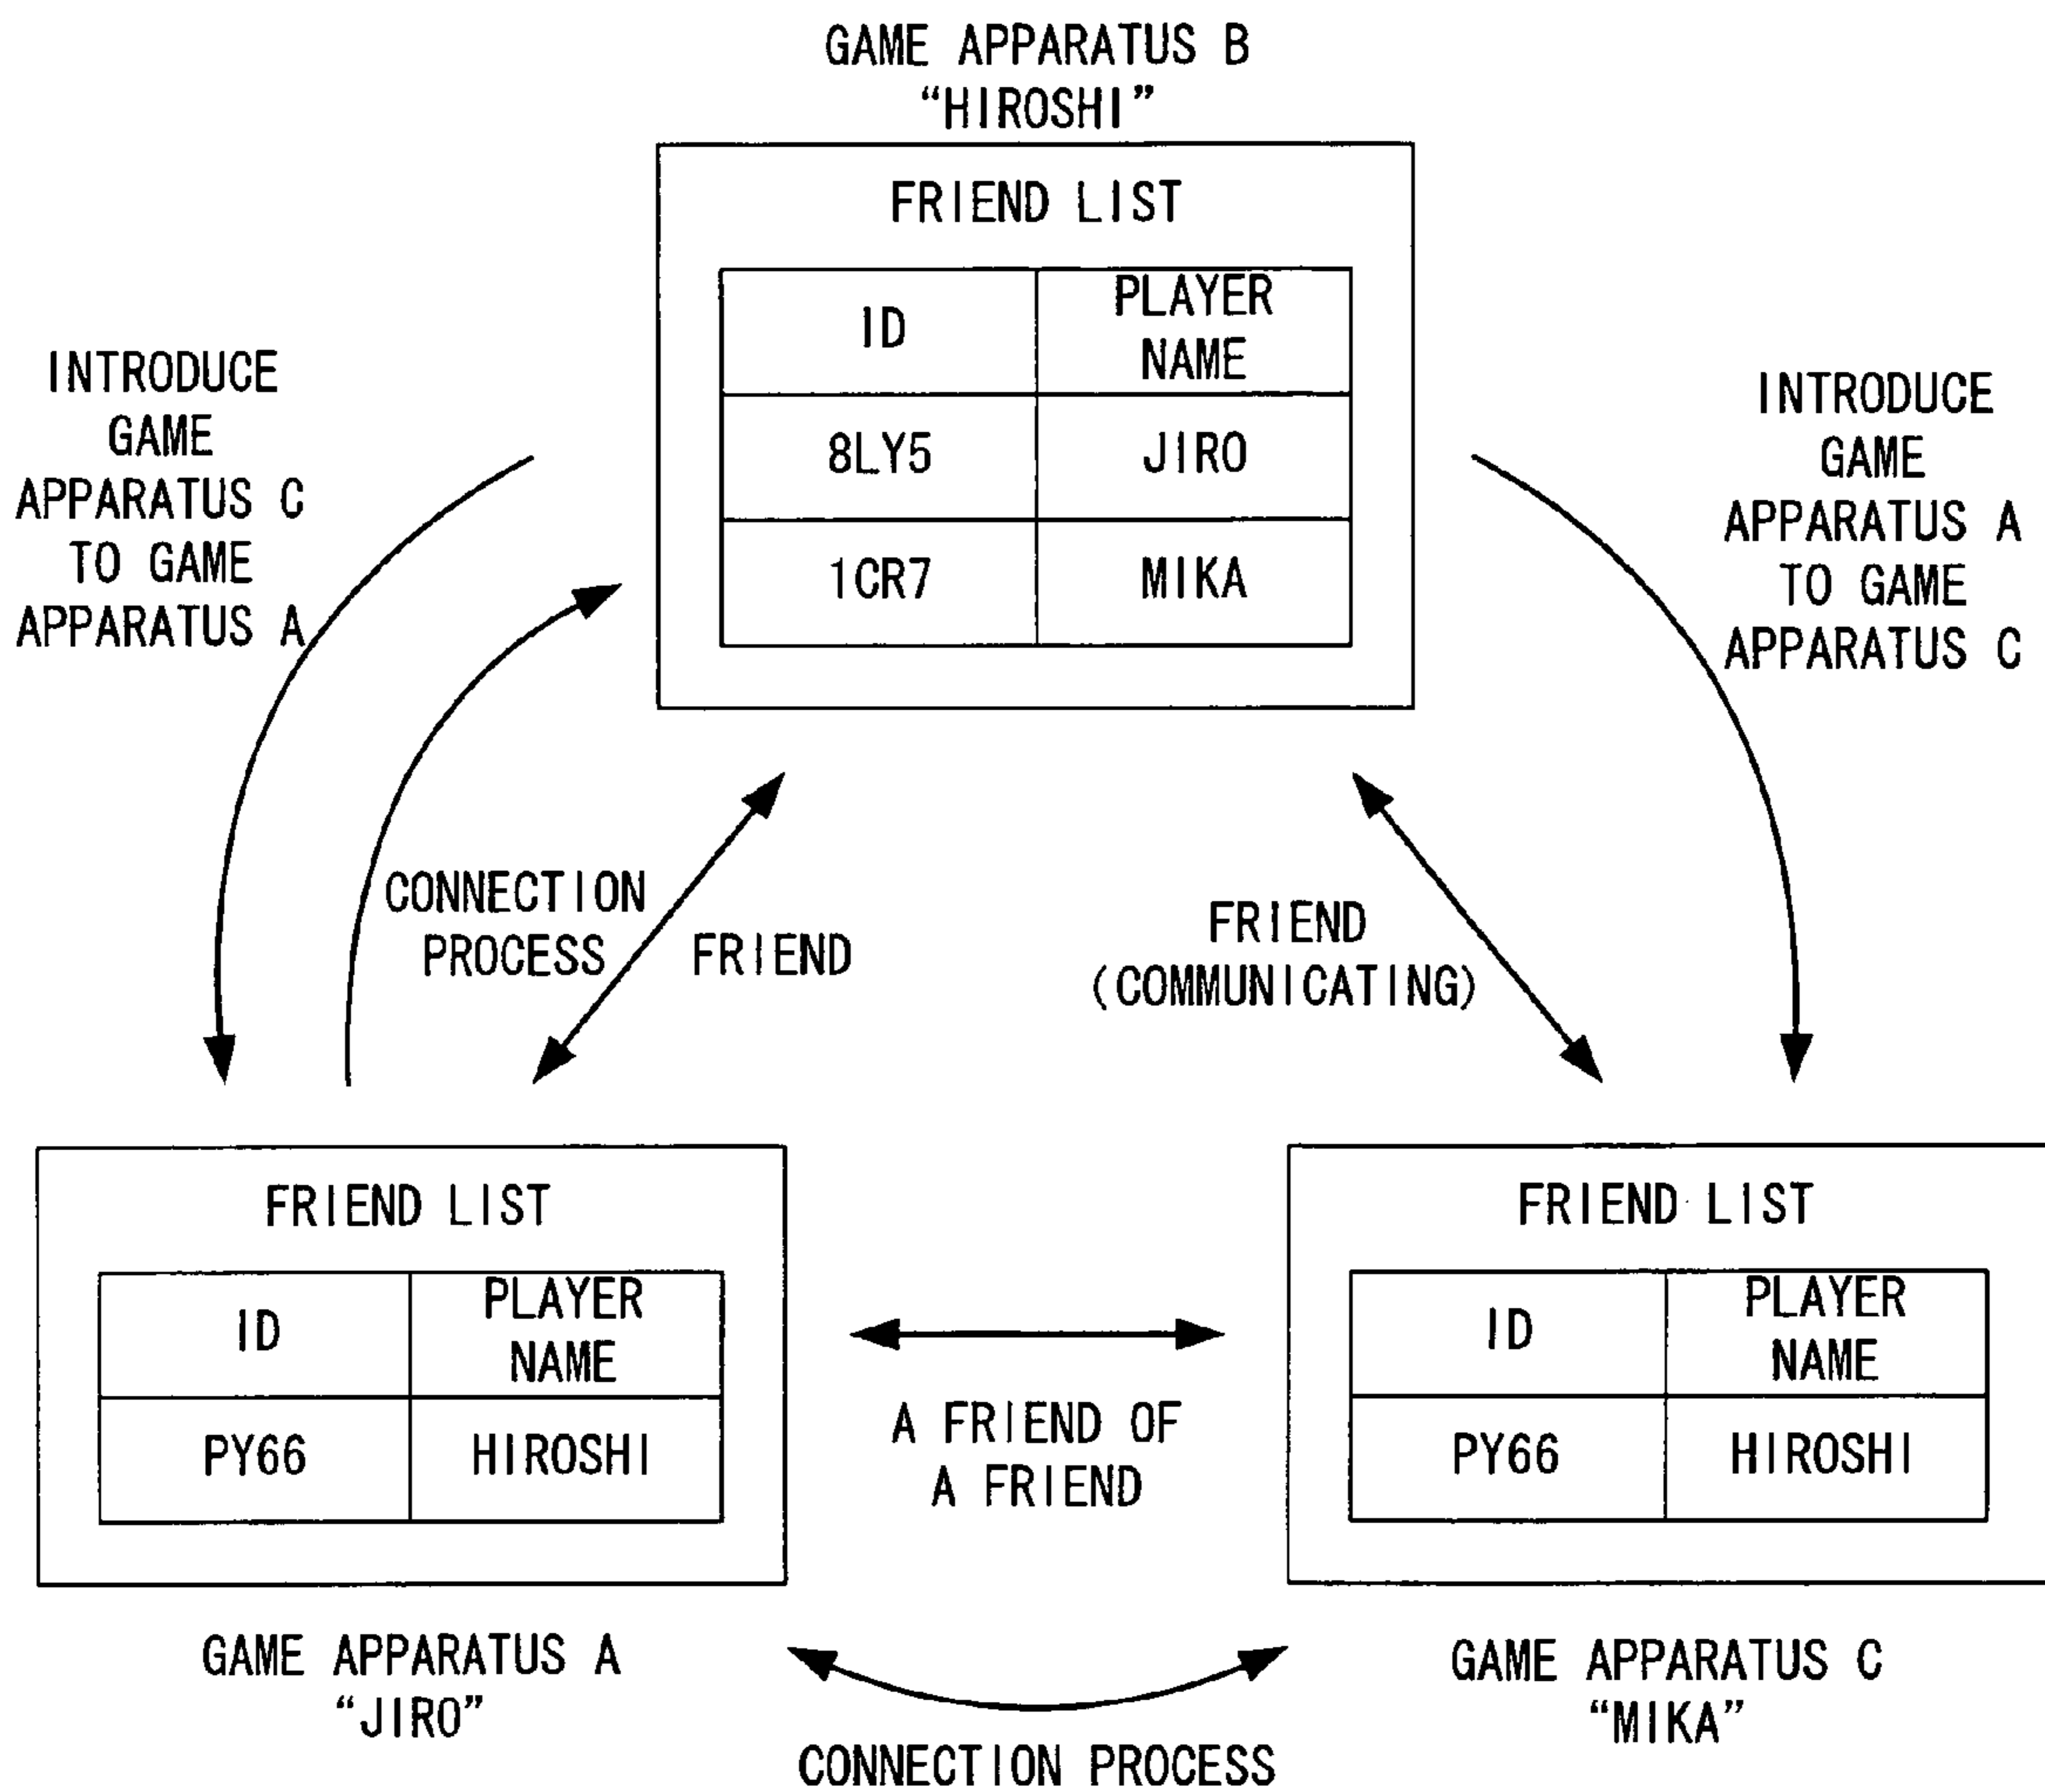 GAME APPARATUS B
“HIROSHI”
FRIEND LIST
ID
PLAYER
NAME
8LY5
JIRO
1CR7
MIKA
INTRODUCE
GAME
APPARATUS C
TO GAME
APPARATUS A
INTRODUCE
GAME
APPARATUS A
TO GAME
APPARATUS C
CONNECTION
PROCESS
FRIEND
FRIEND
(COMMUNICATING)
FRIEND LIST
ID
PLAYER
NAME
PY66
HIROSHI
A FRIEND OF
A FRIEND
FRIEND LIST
ID
PLAYER
NAME
PY66
HIROSHI
GAME APPARATUS A
“JIRO”
GAME APPARATUS C
“MIKA”
CONNECTION PROCESS